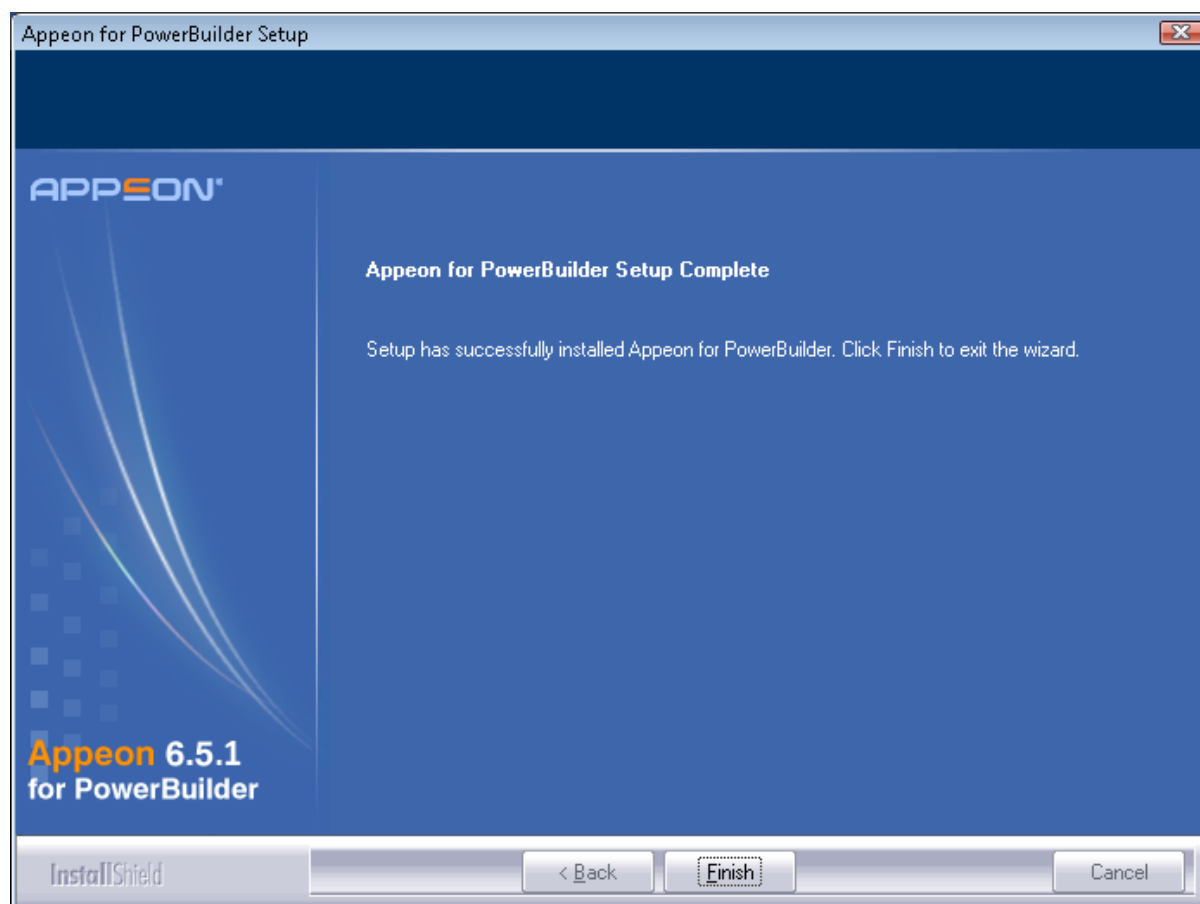 Appeon for PowerBuilder Setup
APPEON®
Appeon for PowerBuilder Setup Complete
Setup has successfully installed Appeon for PowerBuilder. Click Finish to exit the wizard.
Appeon 6.5.1
for PowerBuilder
InstallShield
< Back
Finish
Cancel